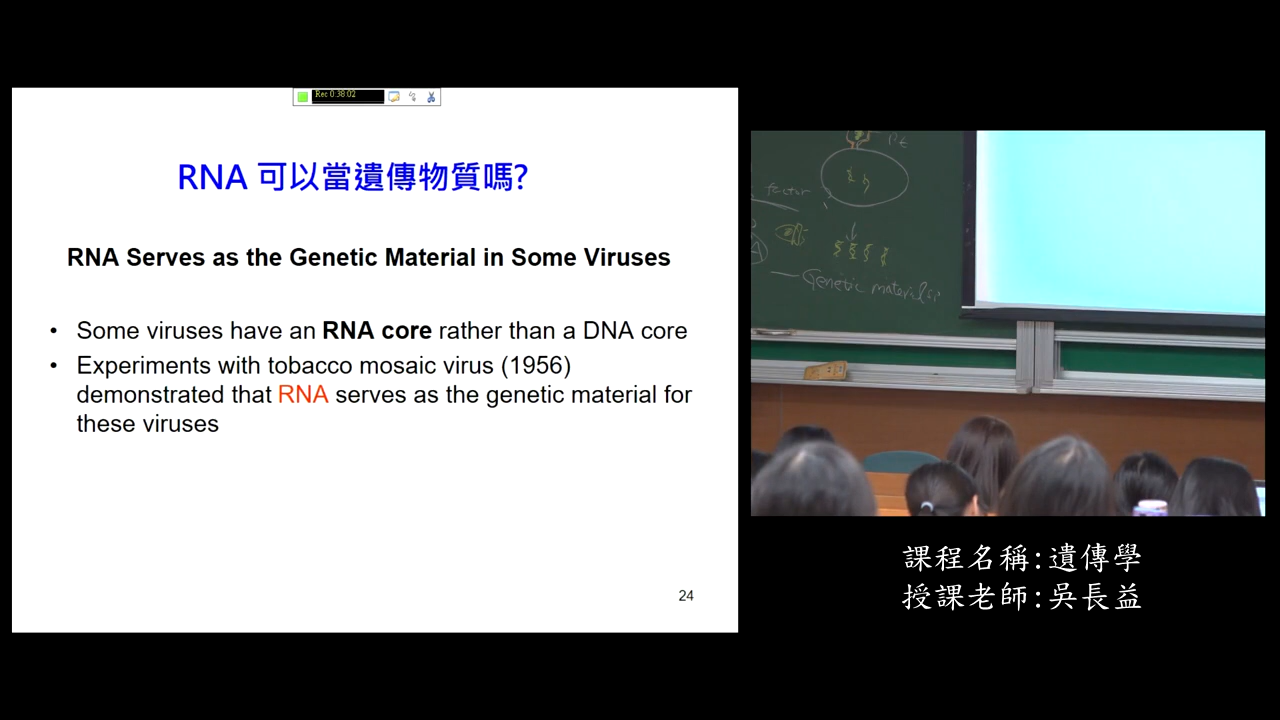 Rec 0:38:02
RNA 可以當遺傳物質嗎?
RNA Serves as the Genetic Material in Some Viruses
• Some viruses have an RNA core rather than a DNA core
• Experiments with tobacco mosaic virus (1956)
demonstrated that RNA serves as the genetic material for
these viruses
24
factor
Genetic materials
課程名稱:遺傳學
授課老師:吳長益